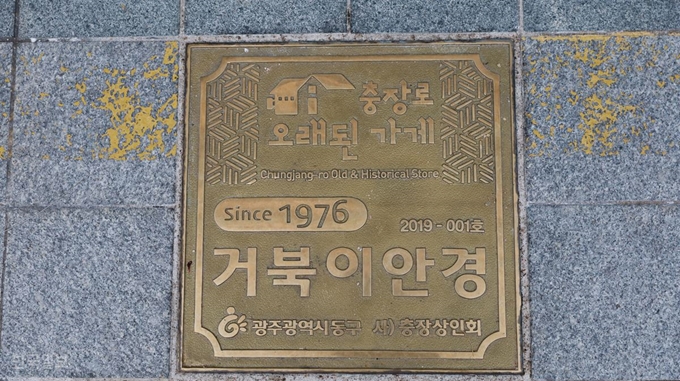 충장로
오래된 가게
Chungjang-ro Old & Historical Store
Since 1976
2019-001호
거북이안경
광주광역시동구 사)충장상인회